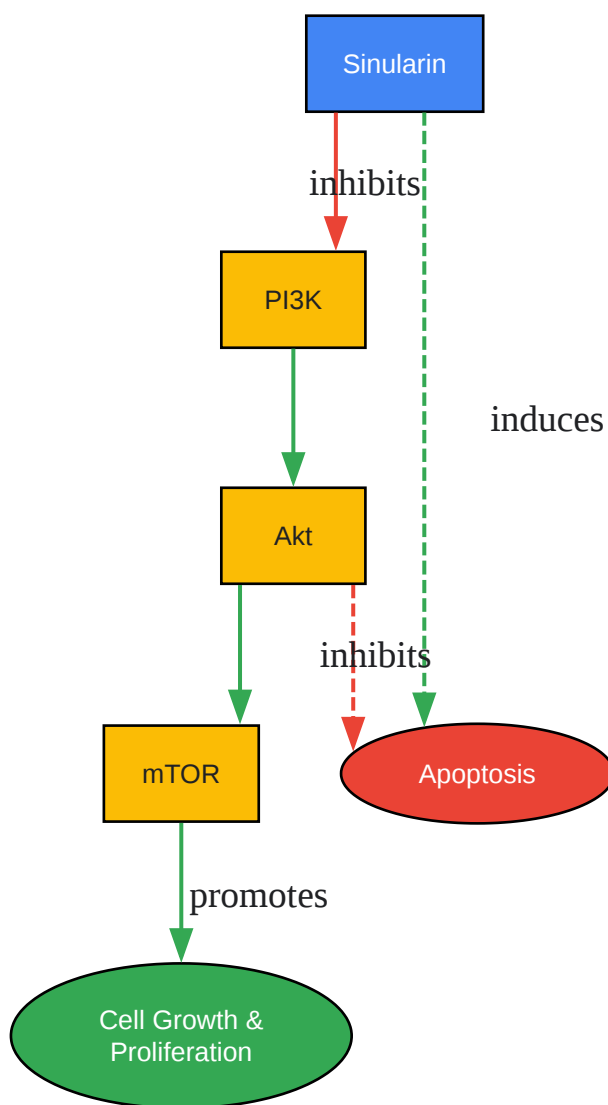 Sinularin
inhibits
PI3K
induces
Akt
inhibits
mTOR
Apoptosis
promotes
Cell Growth &
Proliferation